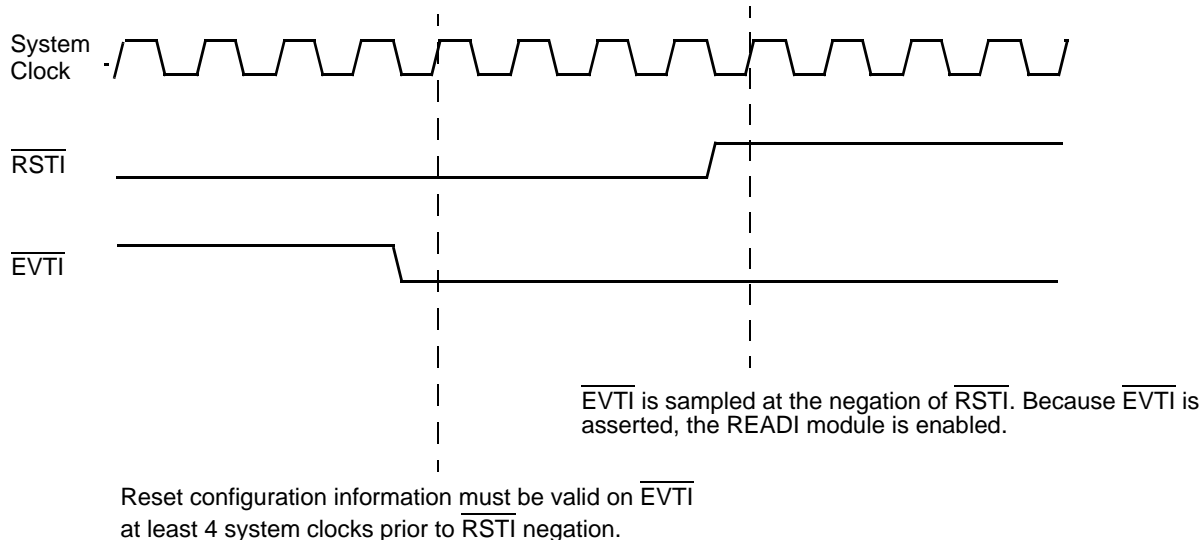 System
Clock
RSTI
EVTI
EVTI is sampled at the negation of RSTI. Because EVTI is
asserted, the READI module is enabled.
Reset configuration information must be valid on EVTI
at least 4 system clocks prior to RSTI negation.